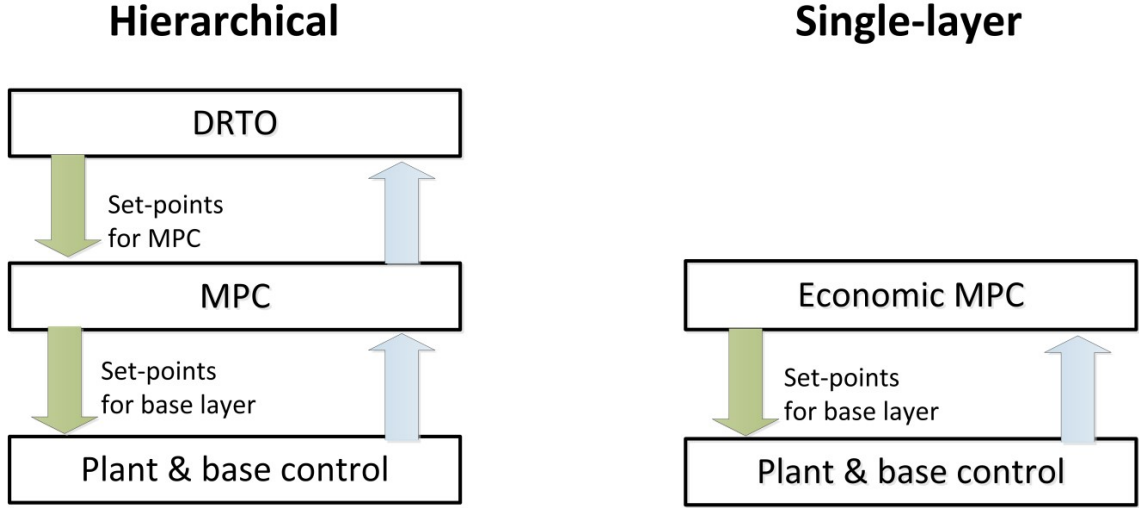 Hierarchical
DRTO
Set-points
for MPC
MPC
Set-points
for base layer
Plant & base control
Single-layer
Economic MPC
Set-points
for base layer
Plant & base control